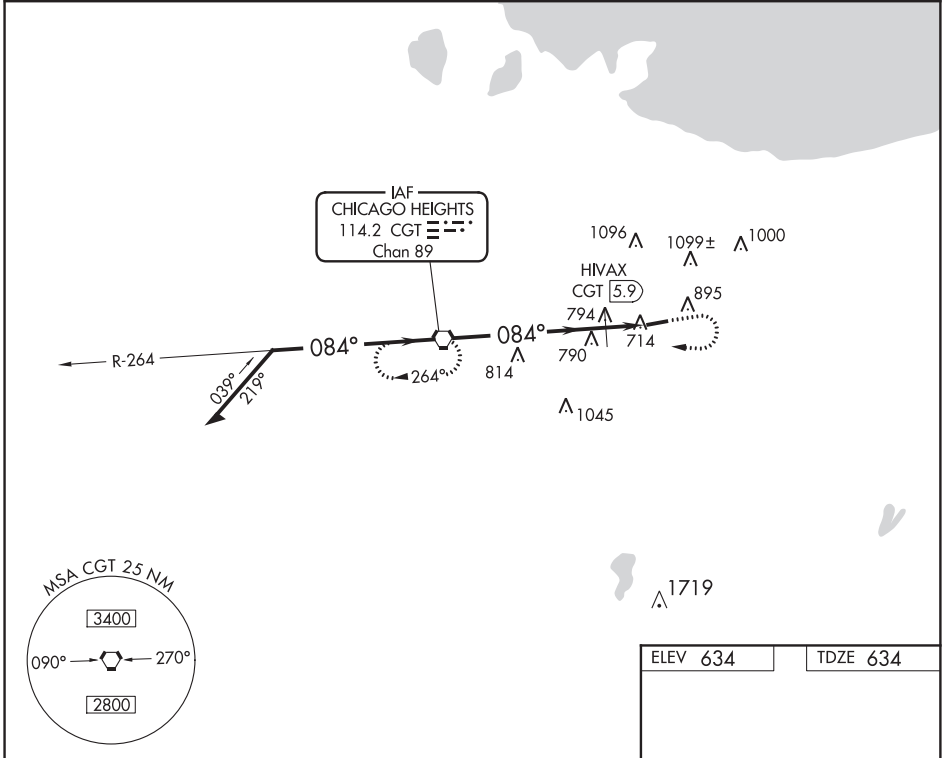 IAF
CHICAGO HEIGHTS
114.2 CGT
Chan 89
1096
1099±
1000
HIVAX
CGT 5.9
794
895
R-264
084°
084°
790
714
039°
219°
264°
814
1045
MSA CGT 25 NM
3400
090°
270°
2800
1719
ELEV 634
TDZE 634